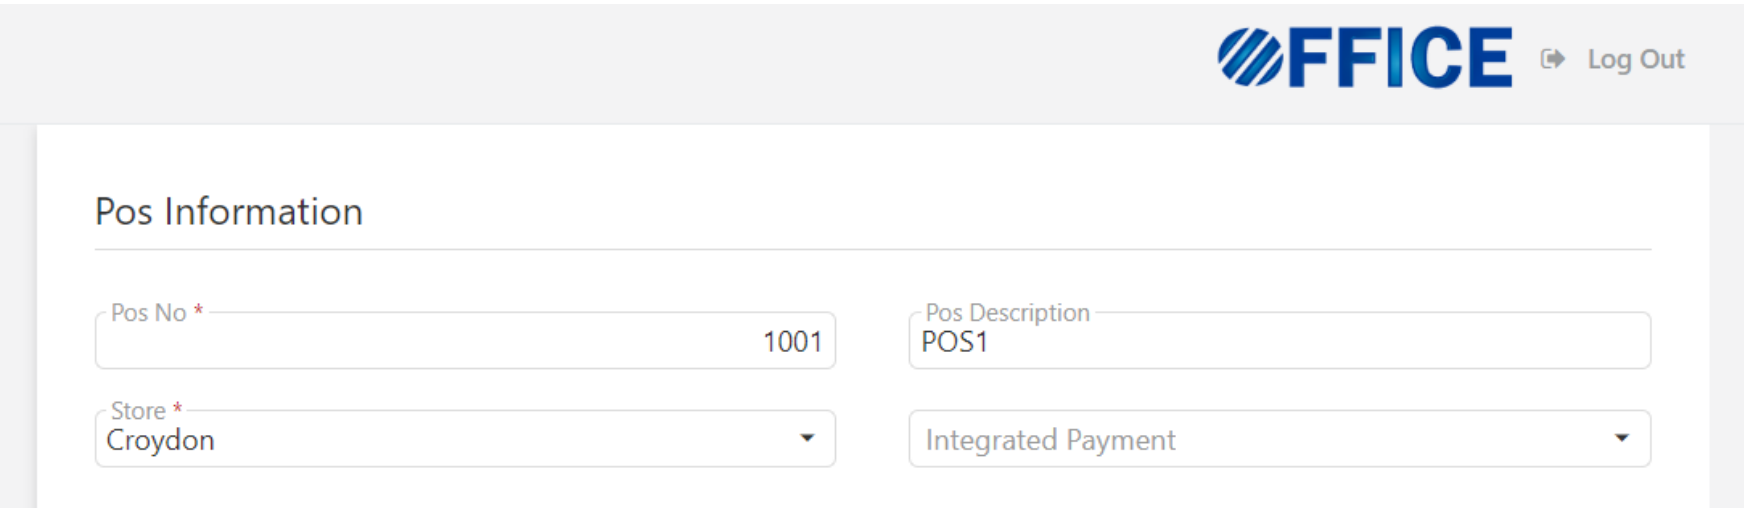 OFFICE Log Out
Pos Information
Pos No * Pos Description
1001 POS1
Store *
Croydon Integrated Payment